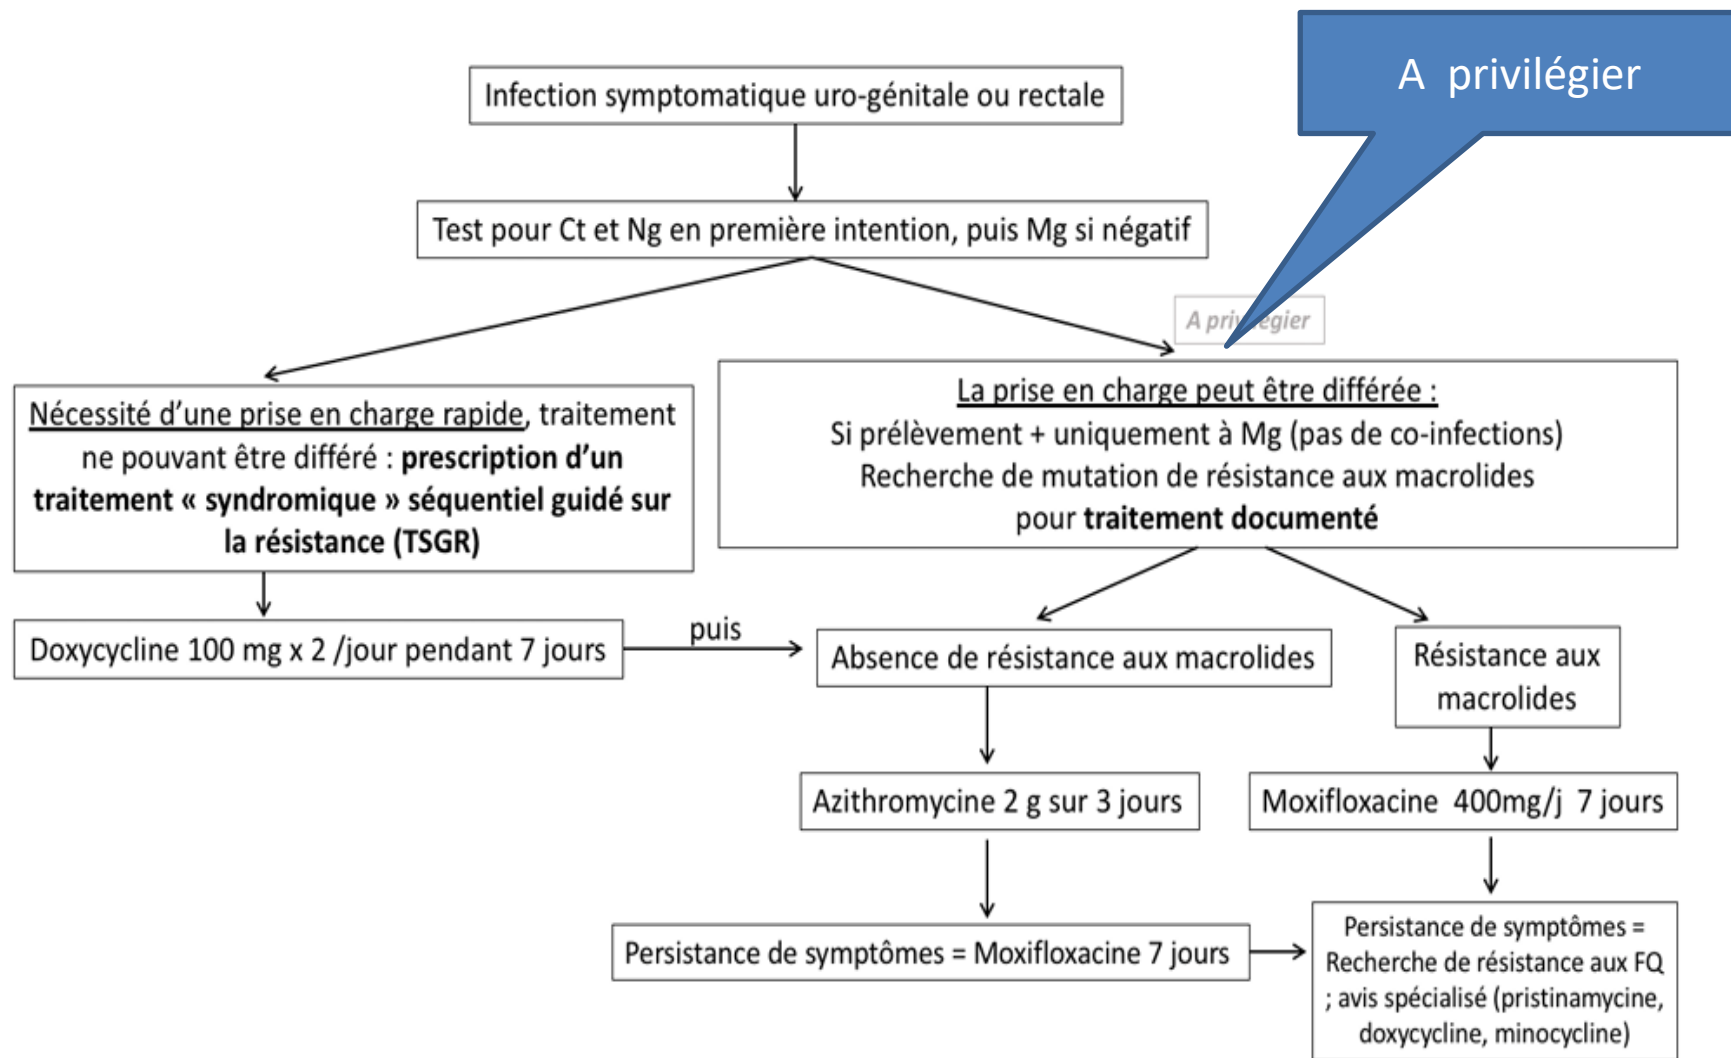 A  privilégier
Infection symptomatique uro-génitale ou rectale
Test pour Ct et Ng en première intention, puis Mg si négatif
A privilégier
Nécessité d’une prise en charge rapide, traitement
ne pouvant être différé : prescription d’un
traitement « syndromique » séquentiel guidé sur
la résistance (TSGR)
La prise en charge peut être différée :
Si prélèvement + uniquement à Mg (pas de co-infections)
Recherche de mutation de résistance aux macrolides
pour traitement documenté
Doxycycline 100 mg x 2 /jour pendant 7 jours
puis
Absence de résistance aux macrolides
Résistance aux
macrolides
Azithromycine 2 g sur 3 jours
Moxifloxacine  400mg/j  7 jours
Persistance de symptômes = Moxifloxacine 7 jours
Persistance de symptômes =
Recherche de résistance aux FQ
; avis spécialisé (pristinamycine,
doxycycline, minocycline)